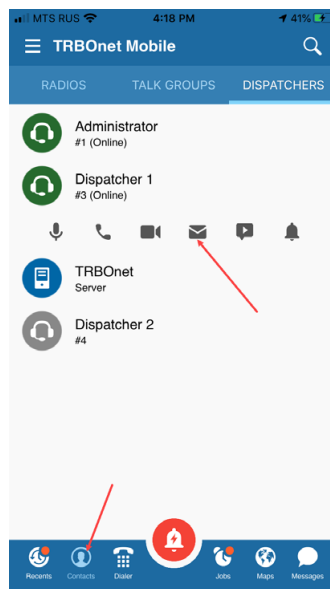 MTS RUS 4:18 PM 41%
TRBOnet Mobile
RADIOS TALK GROUPS DISPATCHERS
Administrator
#1 (Online)
Dispatcher 1
#3 (Online)
TRBOnet
Server
Dispatcher 2
#4
Recents Contacts Dialer Jobs Maps Messages